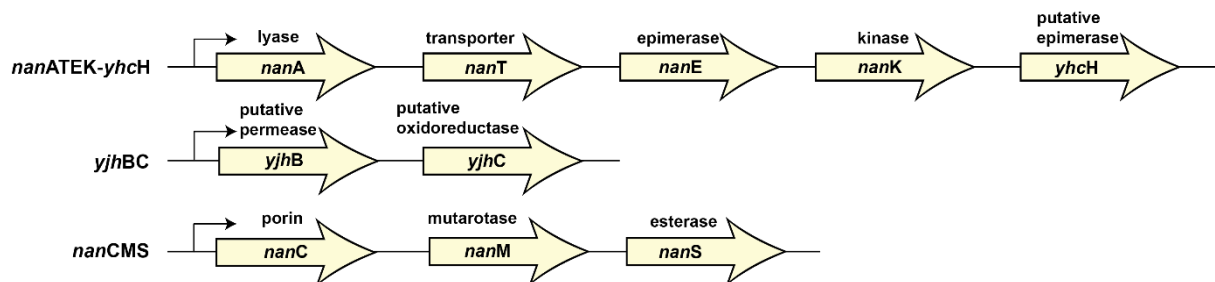 nanATEK-yhcH
lyase
nanA
transporter
nanT
epimerase
nanE
kinase
nanK
putative
epimerase
yhcH
yjhBC
putative
permease
yjhB
putative
oxidoreductase
yjhC
nanCMS
porin
nanC
mutarotase
nanM
esterase
nanS